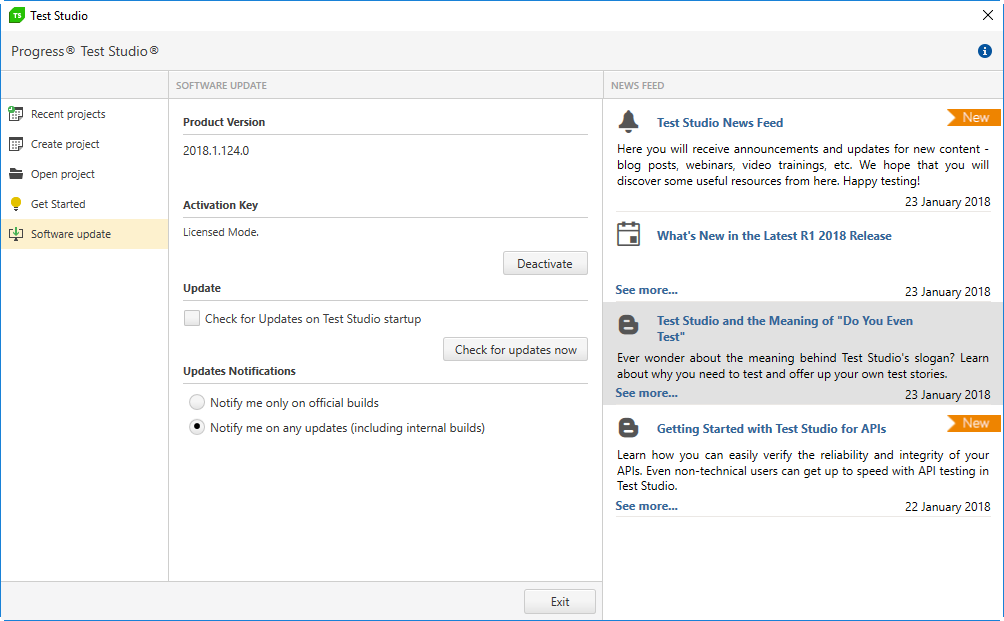 TS Test Studio
Progress® Test Studio®
Recent projects
Create project
Open project
Get Started
Software update
SOFTWARE UPDATE
Product Version
2018.1.124.0
Activation Key
Licensed Mode.
Deactivate
Update
Check for Updates on Test Studio startup
Check for updates now
Updates Notifications
Notify me only on official builds
Notify me on any updates (including internal builds)
Exit
NEWS FEED
Test Studio News Feed
New
Here you will receive announcements and updates for new content -
blog posts, webinars, video trainings, etc. We hope that you will
discover some useful resources from here. Happy testing!
23 January 2018
What's New in the Latest R1 2018 Release
See more...
23 January 2018
Test Studio and the Meaning of "Do You Even
Test"
Ever wonder about the meaning behind Test Studio's slogan? Learn
about why you need to test and offer up your own test stories.
See more...
23 January 2018
Getting Started with Test Studio for APIs
New
Learn how you can easily verify the reliability and integrity of your
APIs. Even non-technical users can get up to speed with API testing in
Test Studio.
See more...
22 January 2018